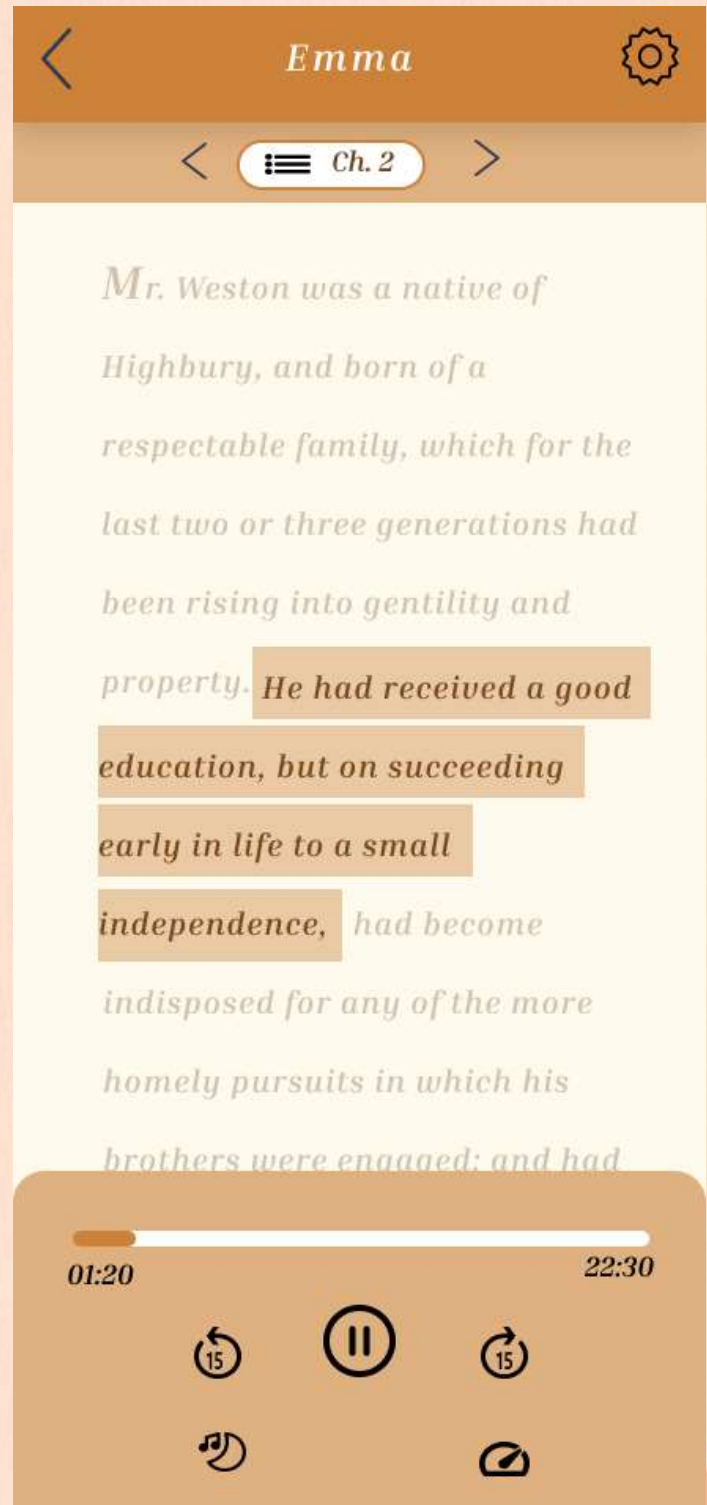 Emma
Ch. 2
Mr. Weston was a native of
Highbury, and born of a
respectable family, which for the
last two or three generations had
been rising into gentility and
property. He had received a good
education, but on succeeding
early in life to a small
independence, had become
indisposed for any of the more
homely pursuits in which his
brothers were engaged; and had
01:20 22:30
15 15